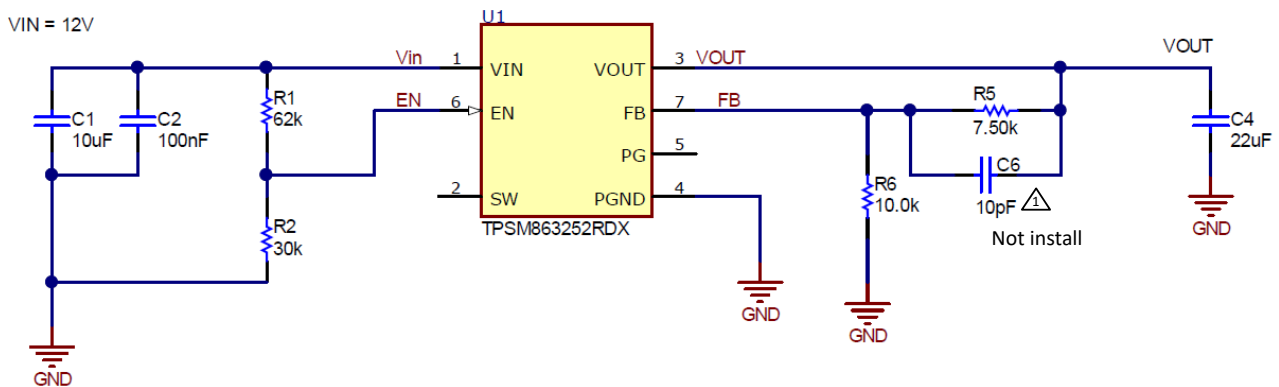 VIN = 12V
U1
Vin
1
VIN
EN
6
EN
2
SW
VOUT
3
VOUT
FB
7
FB
PG
5
PGND
4
TPSM863252RDX
C1
10uF
C2
100nF
R1
62k
R2
30k
GND
GND
R6
10.0k
GND
R5
7.50k
C6
10pF
1
Not install
VOUT
C4
22uF
GND